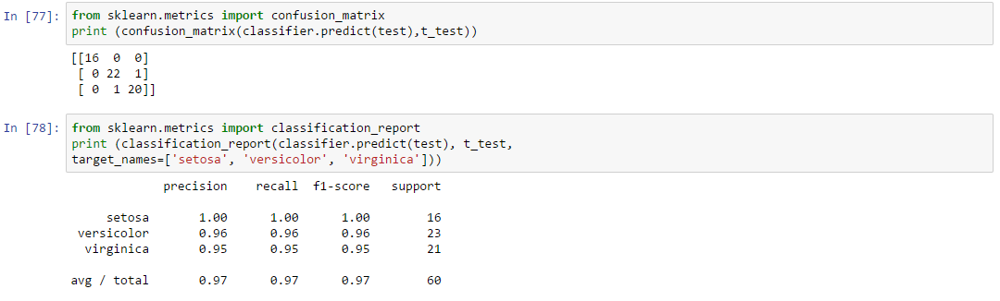 In [77]: from sklearn.metrics import confusion_matrix
print (confusion_matrix(classifier.predict(test),t_test))
[[16  0  0]
 [ 0 22  1]
 [ 0  1 20]]
In [78]: from sklearn.metrics import classification_report
print (classification_report(classifier.predict(test), t_test,
target_names=['setosa', 'versicolor', 'virginica']))
             precision    recall  f1-score   support
     setosa       1.00      1.00      1.00        16
 versicolor       0.96      0.96      0.96        23
  virginica       0.95      0.95      0.95        21
avg / total       0.97      0.97      0.97        60